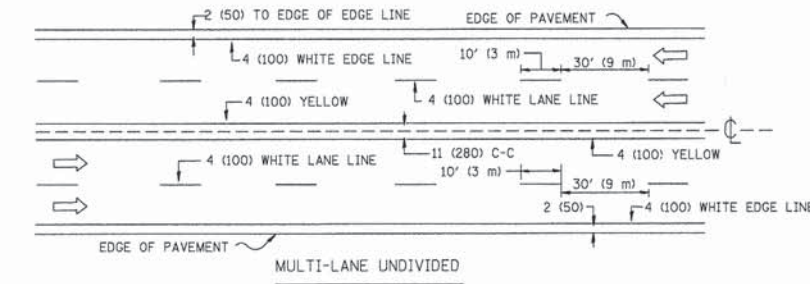 2 (50) TO EDGE OF EDGE LINE
EDGE OF PAVEMENT
4 (100) WHITE EDGE LINE
10' (3 m)
30' (9 m)
4 (100) YELLOW
4 (100) WHITE LANE LINE
℄
4 (100) WHITE LANE LINE
11 (280) C-C
4 (100) YELLOW
10' (3 m)
30' (9 m)
2 (50)
4 (100) WHITE EDGE LINE
EDGE OF PAVEMENT
MULTI-LANE UNDIVIDED